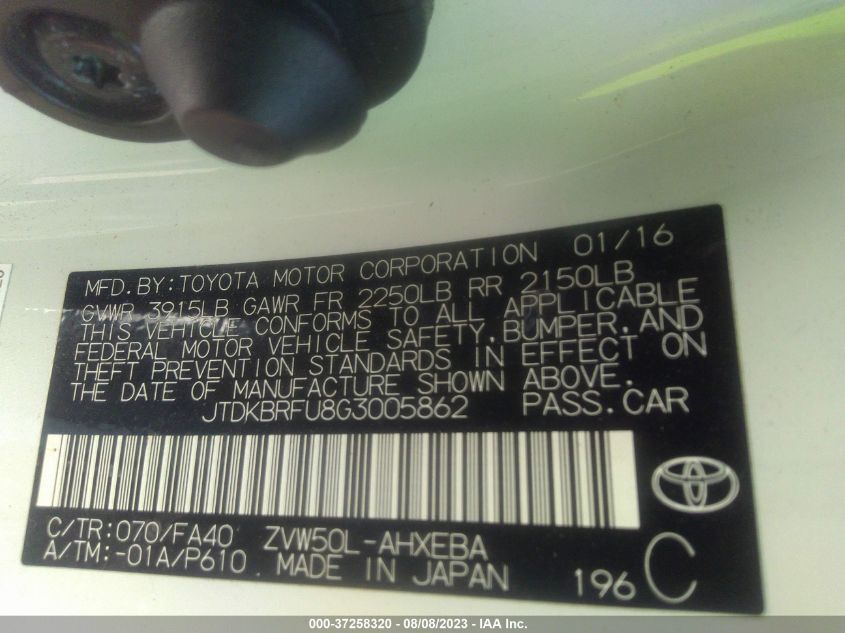 MFD. BY: TOYOTA MOTOR CORPORATION 01/16
GVWR 3915LB GAWR FR 2250LB RR 2150LB
THIS VEHICLE CONFORMS TO ALL APPLICABLE
FEDERAL MOTOR VEHICLE SAFETY, BUMPER, AND
THEFT PREVENTION STANDARDS IN EFFECT ON
THE DATE OF MANUFACTURE SHOWN ABOVE.
JTDKBRFU8G3005862 PASS. CAR
C/TR: 070/FA40 ZVW50L-AHXEBA
A/TM: -01A/P610 MADE IN JAPAN 196 C
000-37258320 - 08/08/2023 - IAA Inc.